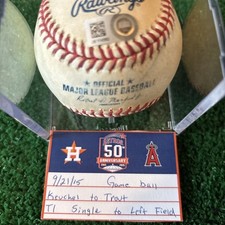 Rawlings
OFFICIAL
MAJOR LEAGUE BASEBALL
50TH
ANNIVERSARY
9/21/15 Game ball
Keuchel to Trout
T1 Single to Left Field